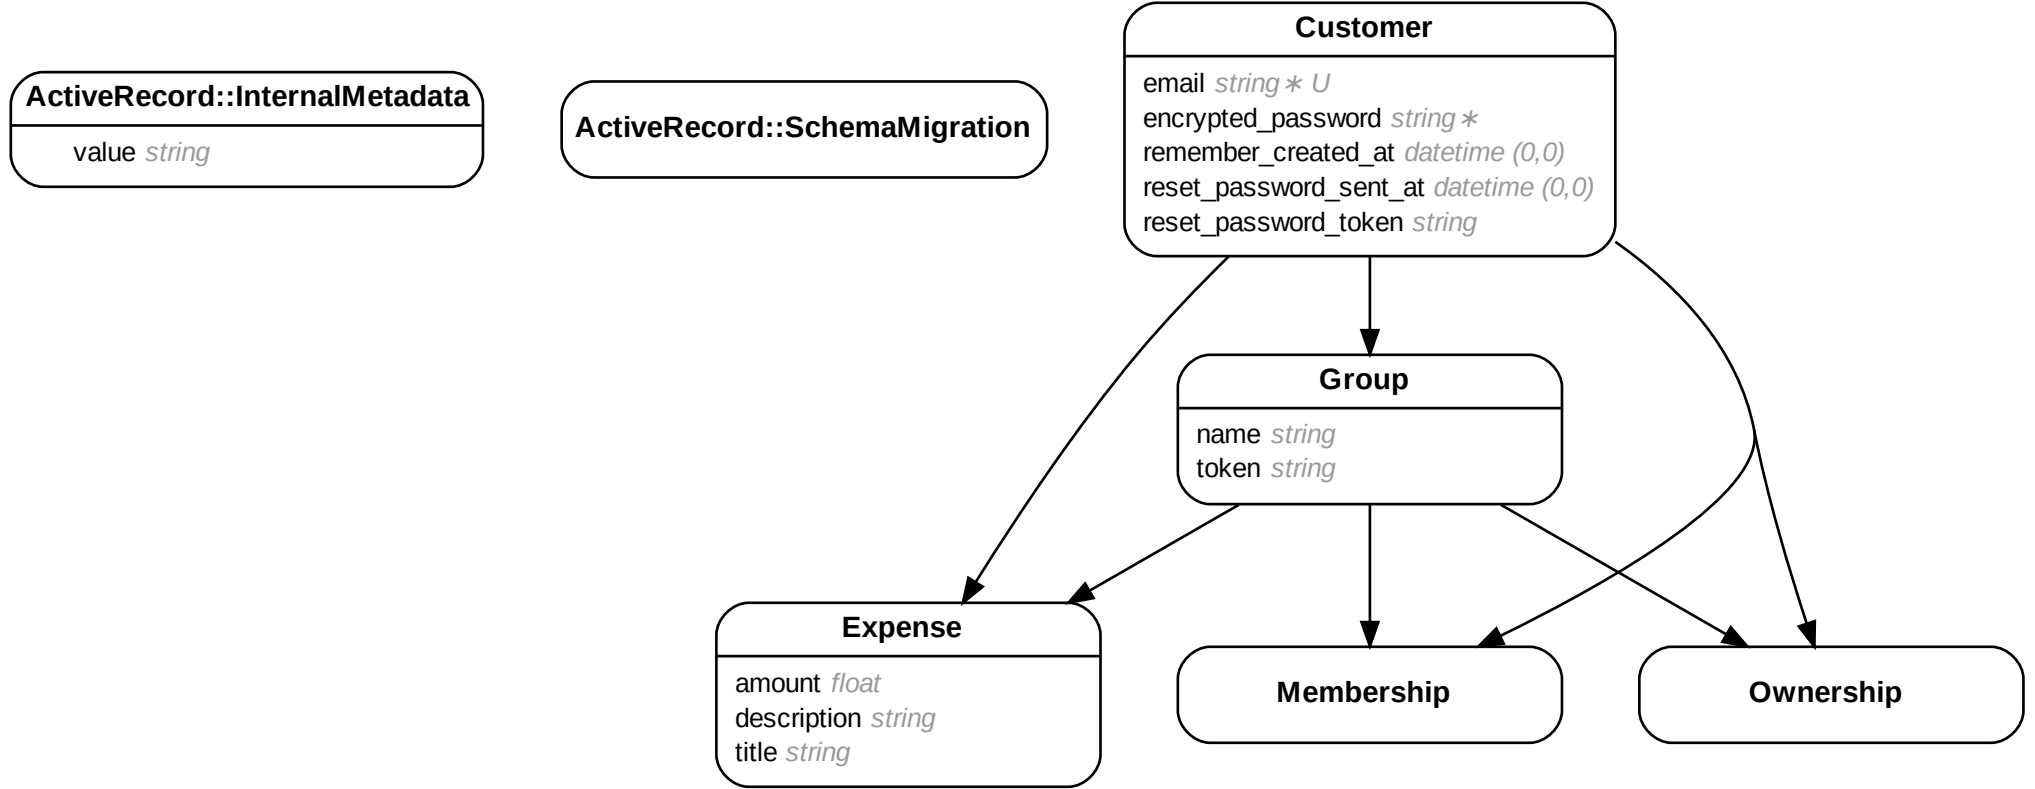 ActiveRecord::InternalMetadata
value string
ActiveRecord::SchemaMigration
Customer
email string∗ U
encrypted_password string∗
remember_created_at datetime (0,0)
reset_password_sent_at datetime (0,0)
reset_password_token string
Group
name string
token string
Expense
amount float
description string
title string
Membership
Ownership